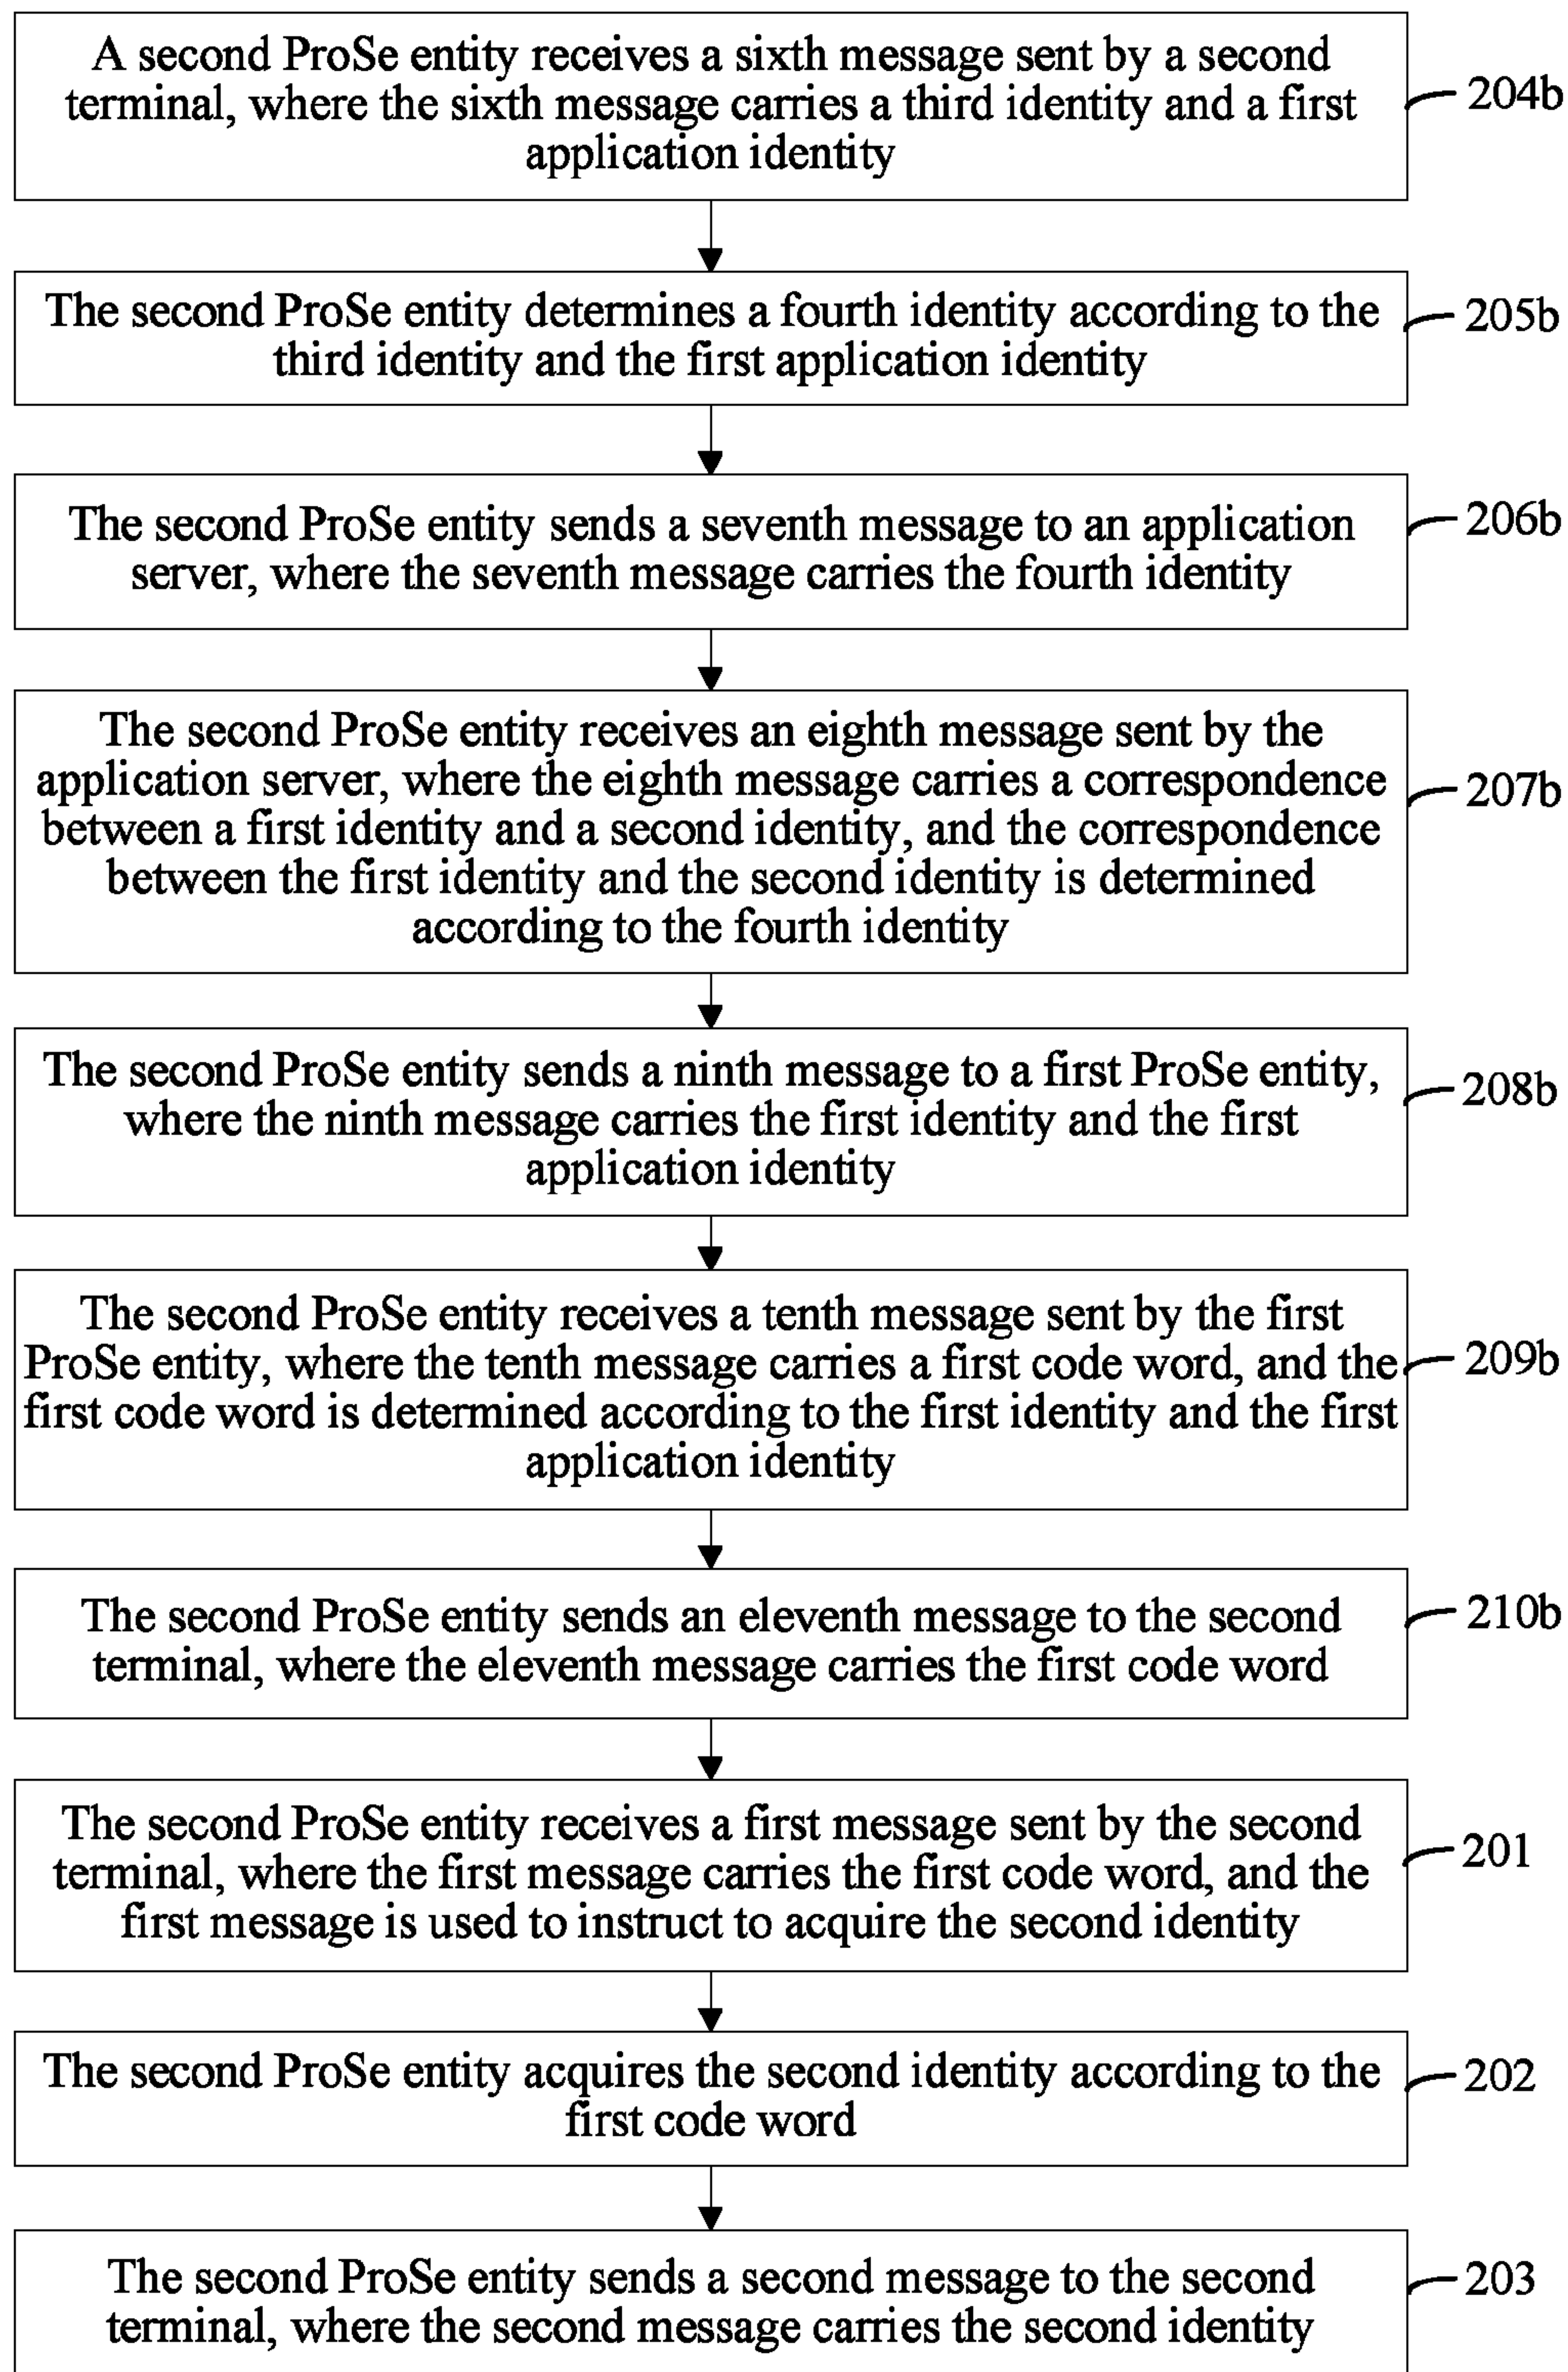 A second ProSe entity receives a sixth message sent by a second
terminal, where the sixth message carries a third identity and a first
application identity
204b
The second ProSe entity determines a fourth identity according to the
third identity and the first application identity
205b
The second ProSe entity sends a seventh message to an application
server, where the seventh message carries the fourth identity
206b
The second ProSe entity receives an eighth message sent by the
application server, where the eighth message carries a correspondence
between a first identity and a second identity, and the correspondence
between the first identity and the second identity is determined
according to the fourth identity
207b
The second ProSe entity sends a ninth message to a first ProSe entity,
where the ninth message carries the first identity and the first
application identity
208b
The second ProSe entity receives a tenth message sent by the first
ProSe entity, where the tenth message carries a first code word, and the
first code word is determined according to the first identity and the first
application identity
209b
The second ProSe entity sends an eleventh message to the second
terminal, where the eleventh message carries the first code word
210b
The second ProSe entity receives a first message sent by the second
terminal, where the first message carries the first code word, and the
first message is used to instruct to acquire the second identity
201
The second ProSe entity acquires the second identity according to the
first code word
202
The second ProSe entity sends a second message to the second
terminal, where the second message carries the second identity
203